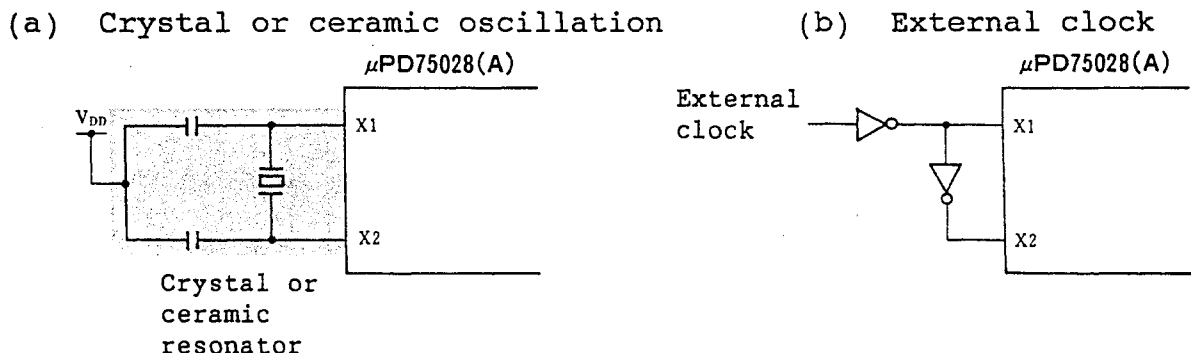 (a) Crystal or ceramic oscillation
μPD75028(A)
VDD
X1
X2
Crystal or
ceramic
resonator
(b) External clock
μPD75028(A)
External
clock
X1
X2